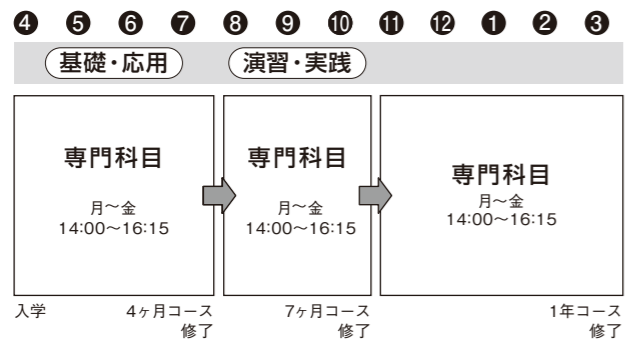 ❹ ❺ ❻ ❼ ❽ ❾ ❿ ⓫ ⓬ ❶ ❷ ❸
基礎・応用 演習・実践
専門科目
月〜金
14:00〜16:15
専門科目
月〜金
14:00〜16:15
専門科目
月〜金
14:00〜16:15
入学 4ヶ月コース
修了
7ヶ月コース
修了
1年コース
修了